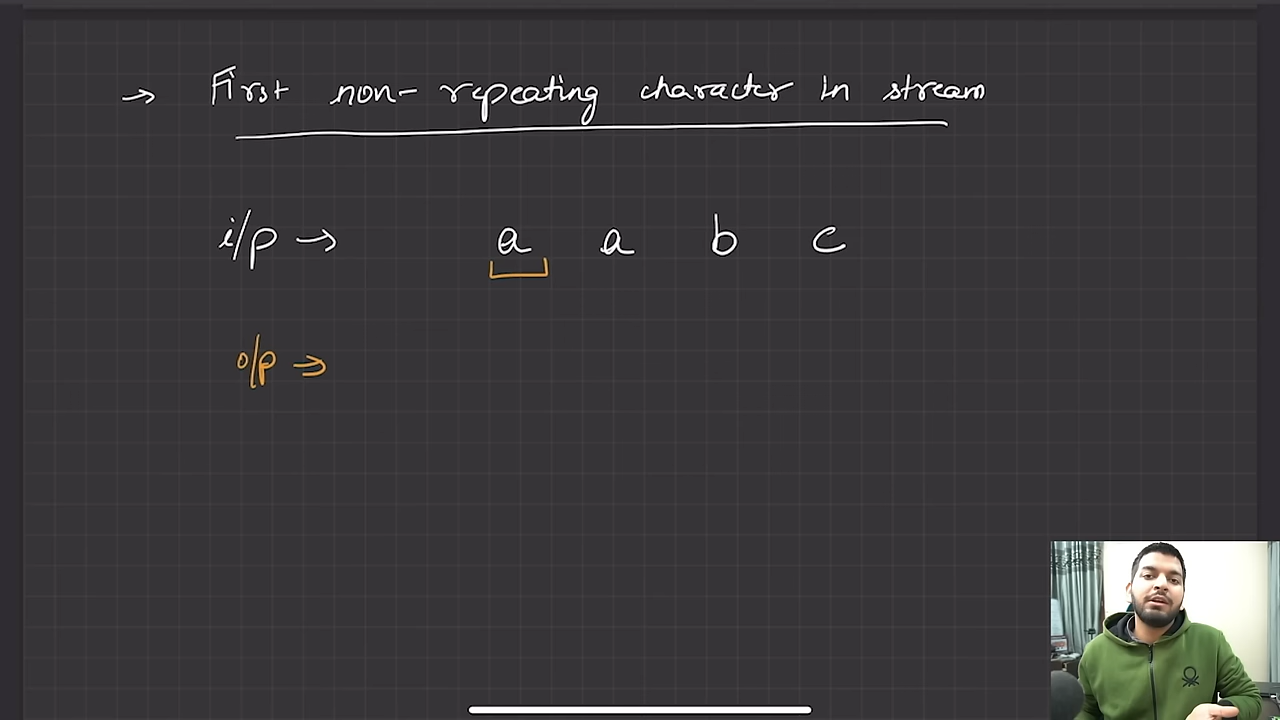 → First non-repeating character in stream
i/p → a a b c
o/p →